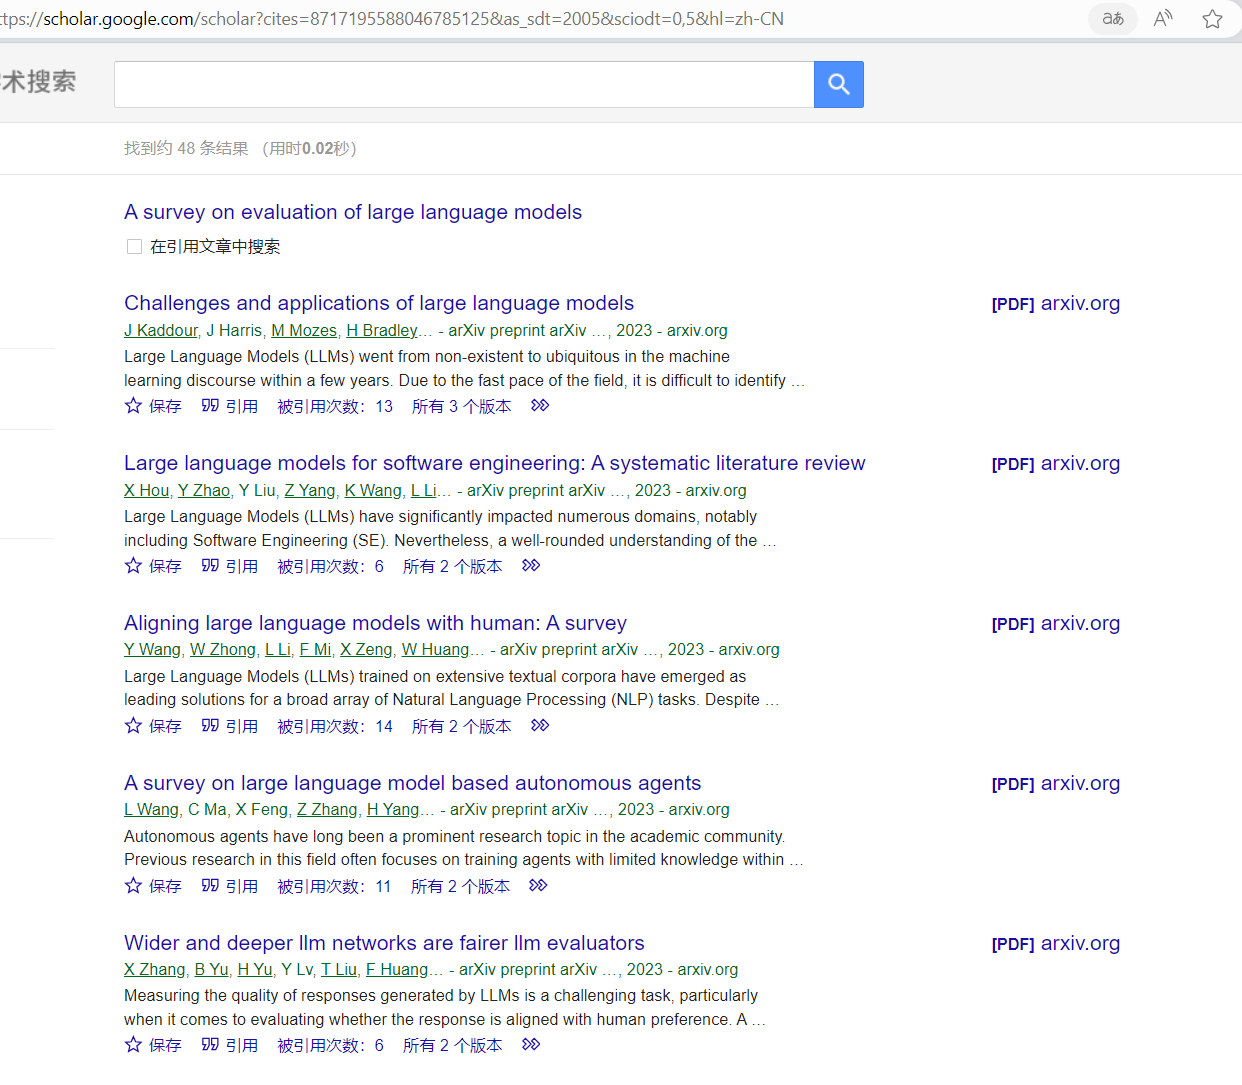 ttps://scholar.google.com/scholar?cites=8717195588046785125&as_sdt=2005&sciodt=0,5&hl=zh-CN
aあ A
术搜索
找到约 48 条结果 (用时0.02秒)
A survey on evaluation of large language models
在引用文章中搜索
Challenges and applications of large language models [PDF] arxiv.org
J Kaddour, J Harris, M Mozes, H Bradley… - arXiv preprint arXiv …, 2023 - arxiv.org
Large Language Models (LLMs) went from non-existent to ubiquitous in the machine
learning discourse within a few years. Due to the fast pace of the field, it is difficult to identify …
保存 引用 被引用次数：13 所有 3 个版本
Large language models for software engineering: A systematic literature review [PDF] arxiv.org
X Hou, Y Zhao, Y Liu, Z Yang, K Wang, L Li… - arXiv preprint arXiv …, 2023 - arxiv.org
Large Language Models (LLMs) have significantly impacted numerous domains, notably
including Software Engineering (SE). Nevertheless, a well-rounded understanding of the …
保存 引用 被引用次数：6 所有 2 个版本
Aligning large language models with human: A survey [PDF] arxiv.org
Y Wang, W Zhong, L Li, F Mi, X Zeng, W Huang… - arXiv preprint arXiv …, 2023 - arxiv.org
Large Language Models (LLMs) trained on extensive textual corpora have emerged as
leading solutions for a broad array of Natural Language Processing (NLP) tasks. Despite …
保存 引用 被引用次数：14 所有 2 个版本
A survey on large language model based autonomous agents [PDF] arxiv.org
L Wang, C Ma, X Feng, Z Zhang, H Yang… - arXiv preprint arXiv …, 2023 - arxiv.org
Autonomous agents have long been a prominent research topic in the academic community.
Previous research in this field often focuses on training agents with limited knowledge within …
保存 引用 被引用次数：11 所有 2 个版本
Wider and deeper llm networks are fairer llm evaluators [PDF] arxiv.org
X Zhang, B Yu, H Yu, Y Lv, T Liu, F Huang… - arXiv preprint arXiv …, 2023 - arxiv.org
Measuring the quality of responses generated by LLMs is a challenging task, particularly
when it comes to evaluating whether the response is aligned with human preference. A …
保存 引用 被引用次数：6 所有 2 个版本